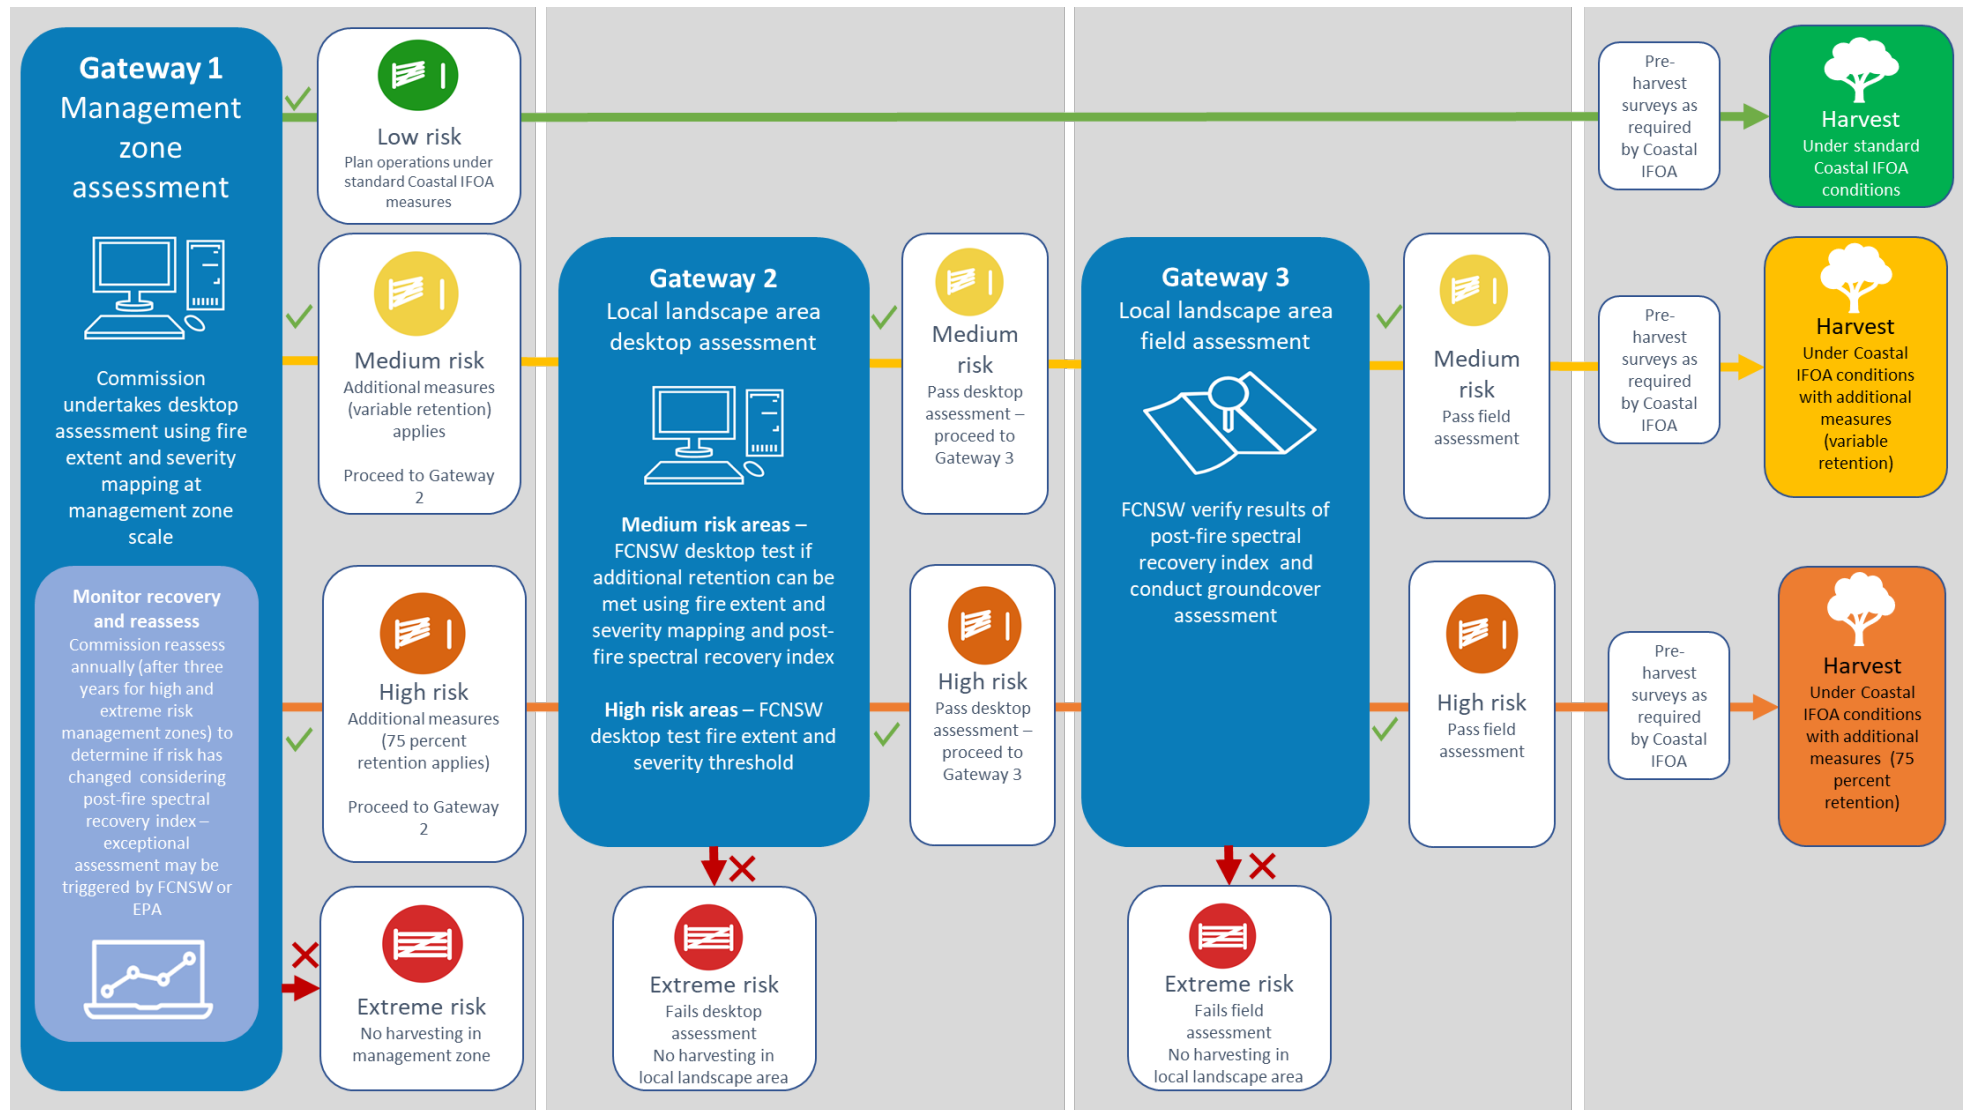 Gateway 1
Management
zone
assessment
Commission
undertakes desktop
assessment using fire
extent and severity
mapping at
management zone
scale
Monitor recovery
and reassess
Commission reassess
annually (after three
years for high and
extreme risk
management zones) to
determine if risk has
changed considering
post-fire spectral
recovery index –
exceptional
assessment may be
triggered by FCNSW or
EPA
Low risk
Plan operations under
standard Coastal IFOA
measures
Medium risk
Additional measures
(variable retention)
applies
Proceed to Gateway
2
High risk
Additional measures
(75 percent
retention applies)
Proceed to Gateway
2
Extreme risk
No harvesting in
management zone
Gateway 2
Local landscape area
desktop assessment
Medium risk areas –
FCNSW desktop test if
additional retention can be
met using fire extent and
severity mapping and post-
fire spectral recovery index
High risk areas – FCNSW
desktop test fire extent and
severity threshold
Extreme risk
Fails desktop
assessment
No harvesting in
local landscape area
Medium
risk
Pass desktop
assessment –
proceed to
Gateway 3
High risk
Pass desktop
assessment –
proceed to
Gateway 3
Gateway 3
Local landscape area
field assessment
FCNSW verify results of
post-fire spectral
recovery index and
conduct groundcover
assessment
Extreme risk
Fails field
assessment
No harvesting in
local landscape area
Medium
risk
Pass field
assessment
High risk
Pass field
assessment
Pre-
harvest
surveys as
required
by Coastal
IFOA
Harvest
Under standard
Coastal IFOA
conditions
Pre-
harvest
surveys as
required
by Coastal
IFOA
Harvest
Under Coastal
IFOA conditions
with additional
measures
(variable
retention)
Pre-
harvest
surveys as
required
by Coastal
IFOA
Harvest
Under Coastal
IFOA conditions
with additional
measures (75
percent
retention)